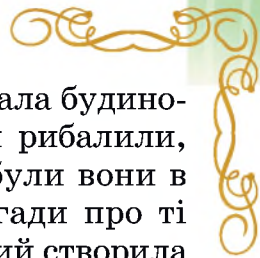 ала будино-
рибалили,
були вони в
гади про ті
ий створила